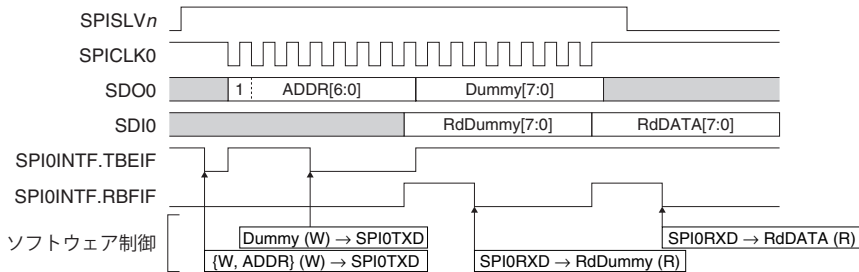 SPISLVn
SPICLK0
SDO0 1 ADDR[6:0] Dummy[7:0]
SDI0 RdDummy[7:0] RdDATA[7:0]
SPI0INTF.TBEIF
SPI0INTF.RBFIF
ソフトウェア制御
Dummy (W) → SPI0TXD
SPI0RXD → RdDATA (R)
{W, ADDR} (W) → SPI0TXD
SPI0RXD → RdDummy (R)